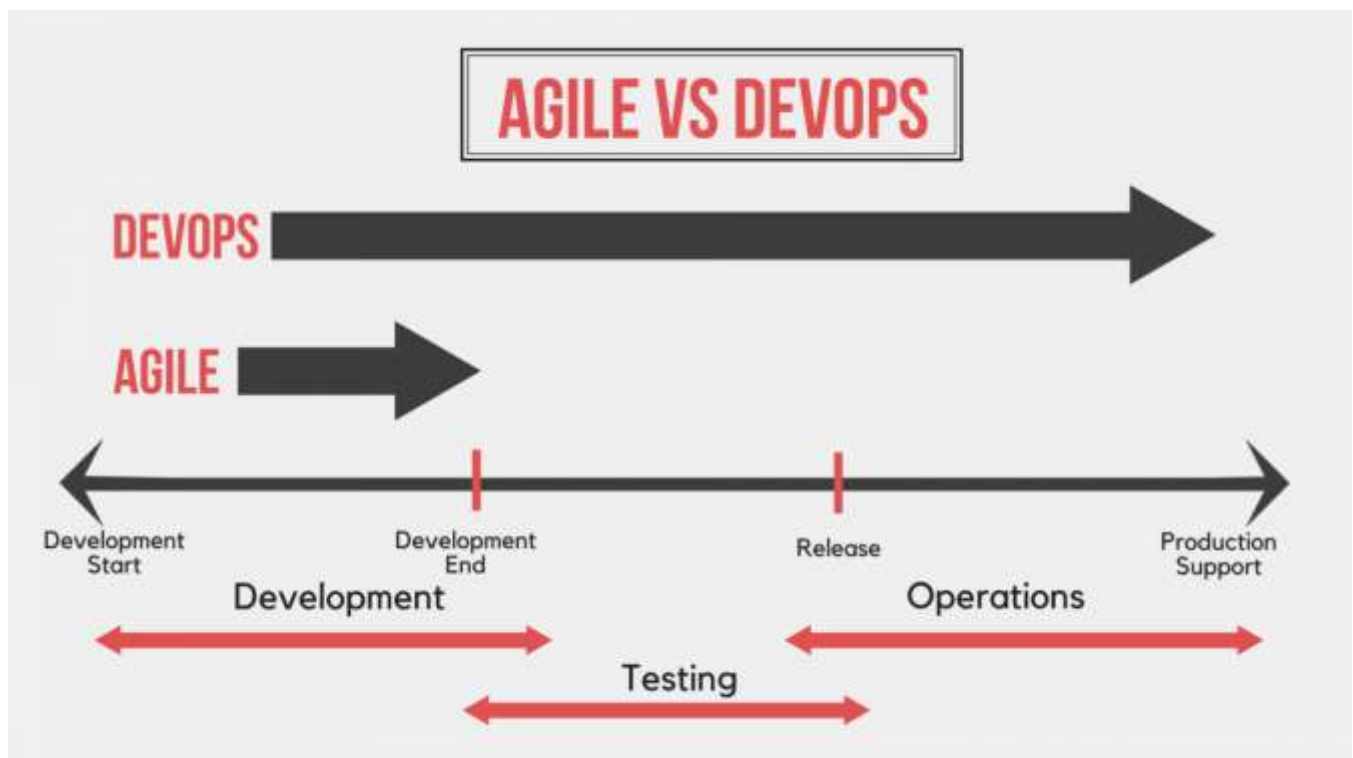 AGILE VS DEVOPS
DEVOPS
AGILE
Development
Start
Development
End
Release
Production
Support
Development
Operations
Testing